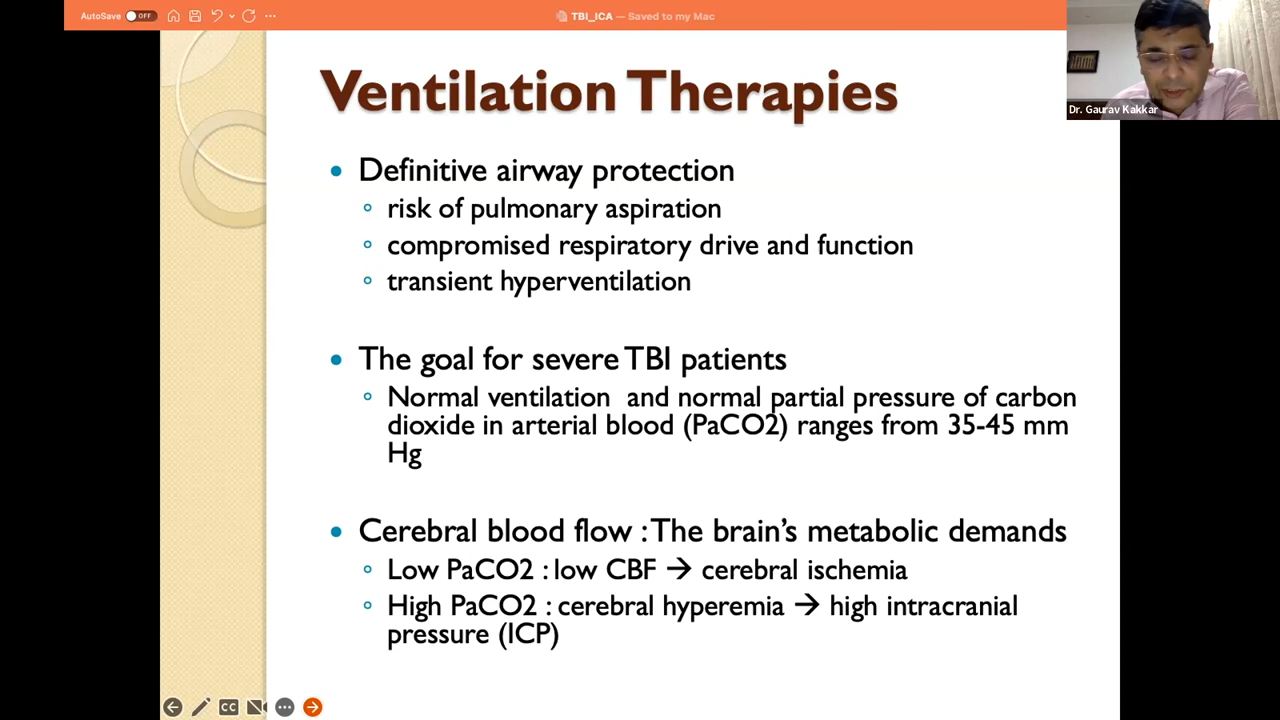 AutoSave OFF
TBI_ICA — Saved to my Mac
Dr. Gaurav Kakkar
Ventilation Therapies
Definitive airway protection
risk of pulmonary aspiration
compromised respiratory drive and function
transient hyperventilation
The goal for severe TBI patients
Normal ventilation and normal partial pressure of carbon
dioxide in arterial blood (PaCO2) ranges from 35-45 mm
Hg
Cerebral blood flow : The brain's metabolic demands
Low PaCO2 : low CBF → cerebral ischemia
High PaCO2 : cerebral hyperemia → high intracranial
pressure (ICP)
CC